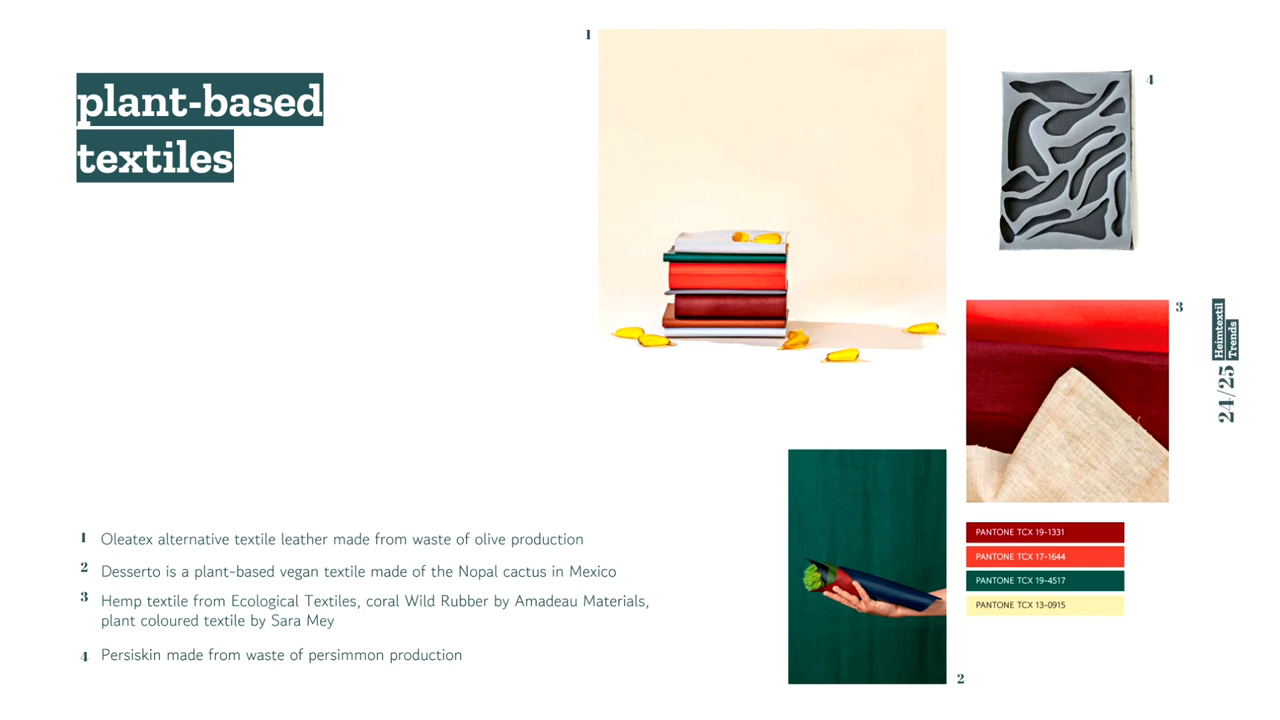 plant-based
textiles
1
4
3
Heimtextil
Trends
24/25
1 Oleatex alternative textile leather made from waste of olive production
2 Desserto is a plant-based vegan textile made of the Nopal cactus in Mexico
3 Hemp textile from Ecological Textiles, coral Wild Rubber by Amadeau Materials,
plant coloured textile by Sara Mey
4 Persiskin made from waste of persimmon production
PANTONE TCX 19-1331
PANTONE TCX 17-1644
PANTONE TCX 19-4517
PANTONE TCX 13-0915
2